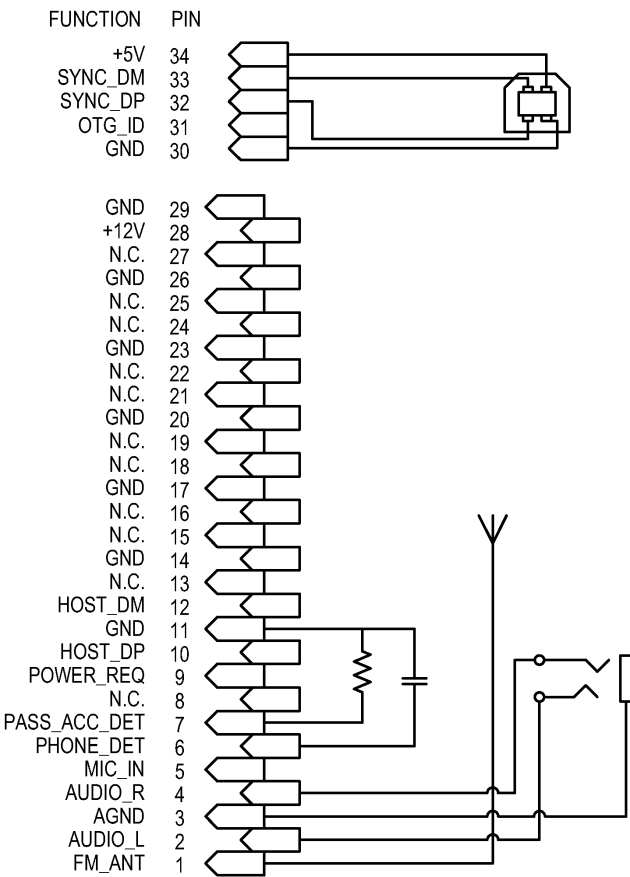 FUNCTION PIN
+5V 34
SYNC_DM 33
SYNC_DP 32
OTG_ID 31
GND 30
GND 29
+12V 28
N.C. 27
GND 26
N.C. 25
N.C. 24
GND 23
N.C. 22
N.C. 21
GND 20
N.C. 19
N.C. 18
GND 17
N.C. 16
N.C. 15
GND 14
N.C. 13
HOST_DM 12
GND 11
HOST_DP 10
POWER_REQ 9
N.C. 8
PASS_ACC_DET 7
PHONE_DET 6
MIC_IN 5
AUDIO_R 4
AGND 3
AUDIO_L 2
FM_ANT 1